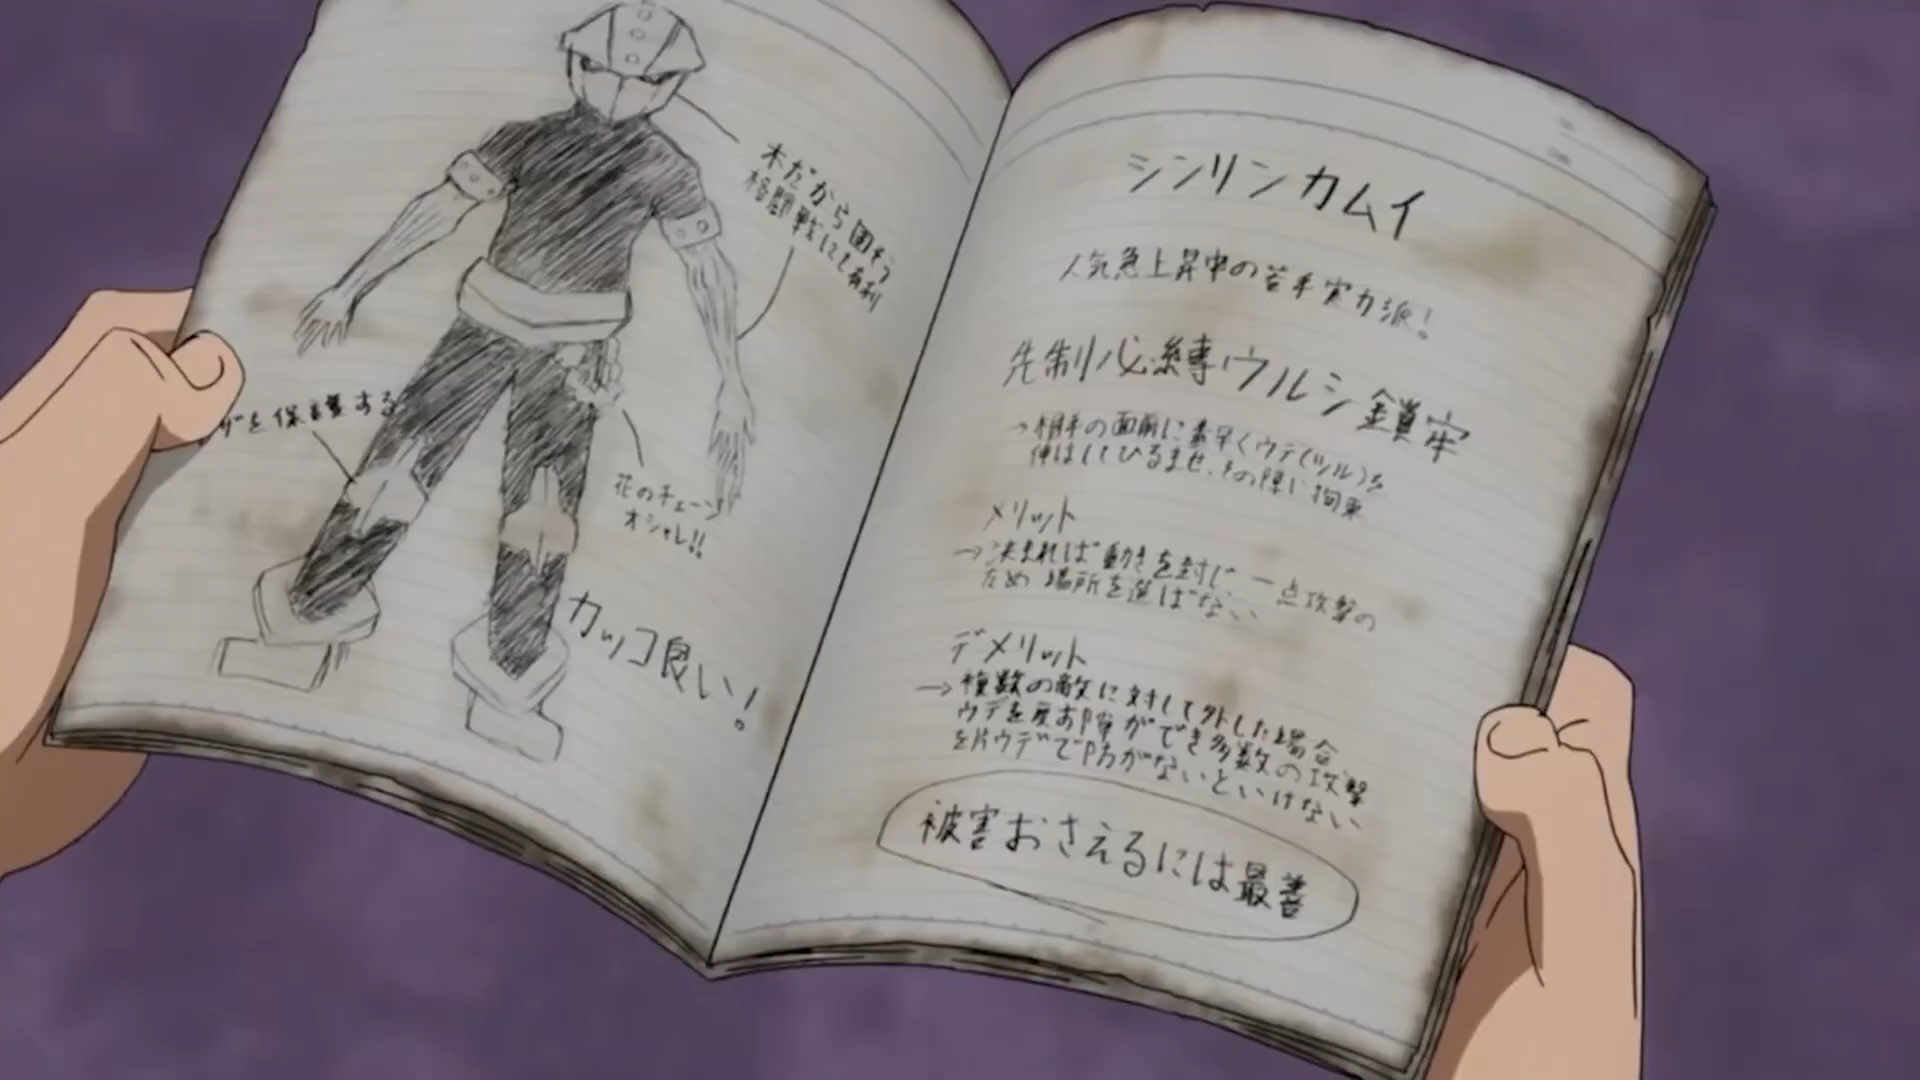 木だから固そう
格闘戦にも有利
ザを保護する
花のチェーン
オシャレ!!
カッコ良い!
シンリンカムイ
人気急上昇中の若手実力派!
先制必縛ウルシ鎖牢
→相手の面前に素早くウデ(ツル)を
伸ばしてひるませ、その隙に拘束
メリット
→決まれば動きを封じ一点攻撃の
ため場所を選ばない
デメリット
→複数の敵に対して外した場合
ウデを戻す隙ができ多数の攻撃
を片ウデで防がないといけない
被害おさえるには最善